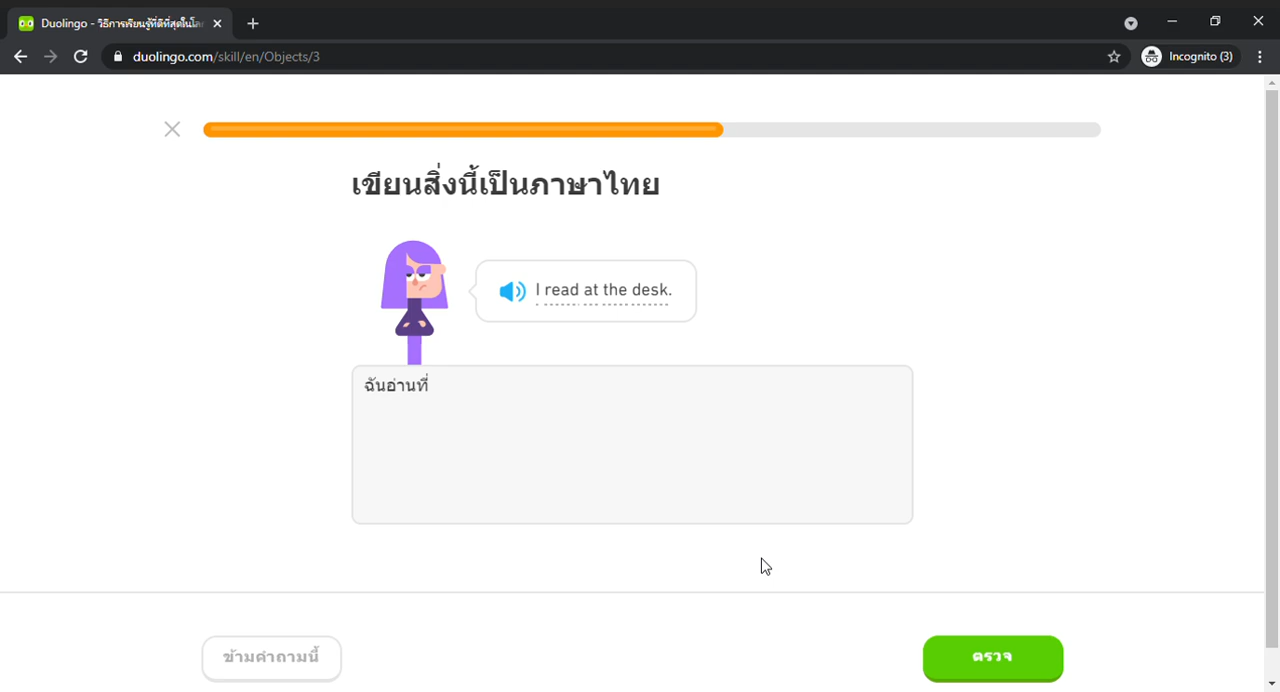 Duolingo - วิธีการเรียนรู้ที่ดีที่สุดในโล
duolingo.com/skill/en/Objects/3
Incognito (3)
เขียนสิ่งนี้เป็นภาษาไทย
I read at the desk.
ฉันอ่านที่
ข้ามคำถามนี้
ตรวจ